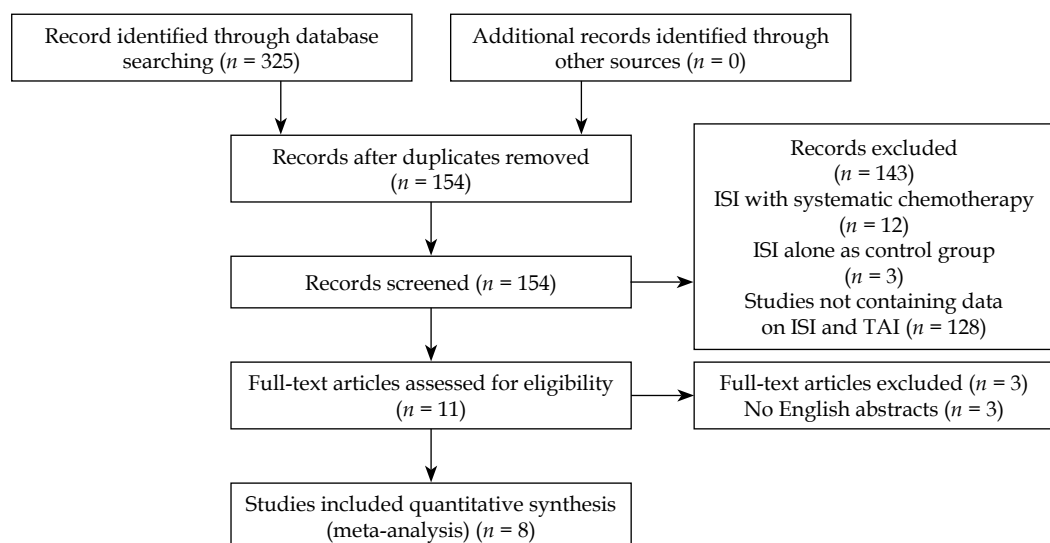 Record identified through database
searching (n = 325)
Additional records identified through
other sources (n = 0)
Records after duplicates removed
(n = 154)
Records screened (n = 154)
Records excluded
(n = 143)
ISI with systematic chemotherapy
(n = 12)
ISI alone as control group
(n = 3)
Studies not containing data
on ISI and TAI (n = 128)
Full-text articles assessed for eligibility
(n = 11)
Full-text articles excluded (n = 3)
No English abstracts (n = 3)
Studies included quantitative synthesis
(meta-analysis) (n = 8)